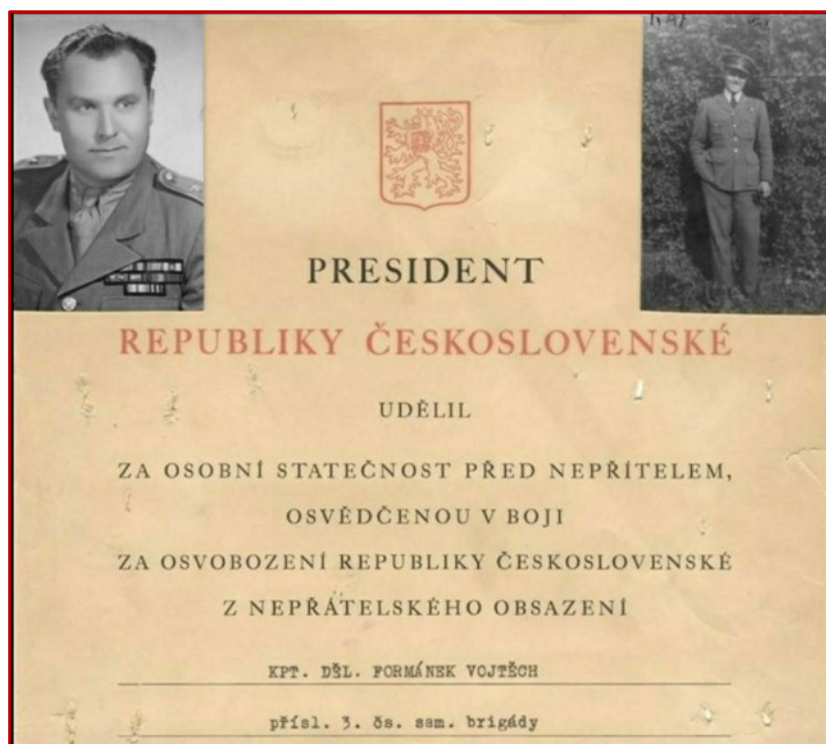 PRESIDENT
REPUBLIKY ČESKOSLOVENSKÉ
UDĚLIL
ZA OSOBNÍ STATEČNOST PŘED NEPŘÍTELEM,
OSVĚDČENOU V BOJI
ZA OSVOBOZENÍ REPUBLIKY ČESKOSLOVENSKÉ
Z NEPŘÁTELSKÉHO OBSAZENÍ
KPT. DĚL. FORMÁNEK VOJTĚCH
přísl. 3. čs. sam. brigády